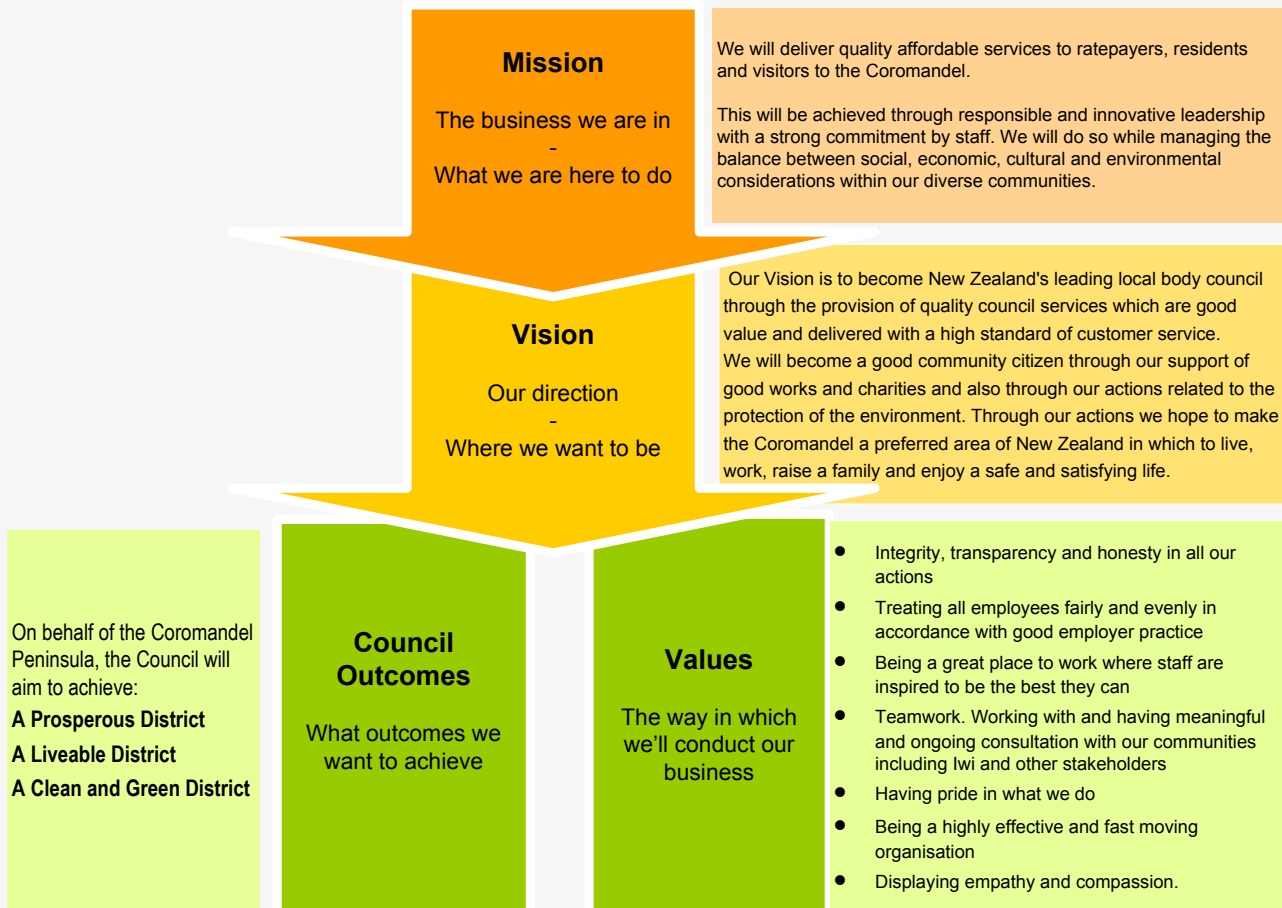 Mission
The business we are in
-
What we are here to do
We will deliver quality affordable services to ratepayers, residents
and visitors to the Coromandel.
This will be achieved through responsible and innovative leadership
with a strong commitment by staff. We will do so while managing the
balance between social, economic, cultural and environmental
considerations within our diverse communities.
Vision
Our direction
-
Where we want to be
Our Vision is to become New Zealand's leading local body council
through the provision of quality council services which are good
value and delivered with a high standard of customer service.
We will become a good community citizen through our support of
good works and charities and also through our actions related to the
protection of the environment. Through our actions we hope to make
the Coromandel a preferred area of New Zealand in which to live,
work, raise a family and enjoy a safe and satisfying life.
On behalf of the Coromandel
Peninsula, the Council will
aim to achieve:
A Prosperous District
A Liveable District
A Clean and Green District
Council
Outcomes
What outcomes we
want to achieve
Values
The way in which
we'll conduct our
business
• Integrity, transparency and honesty in all our
actions
• Treating all employees fairly and evenly in
accordance with good employer practice
• Being a great place to work where staff are
inspired to be the best they can
• Teamwork. Working with and having meaningful
and ongoing consultation with our communities
including Iwi and other stakeholders
• Having pride in what we do
• Being a highly effective and fast moving
organisation
• Displaying empathy and compassion.